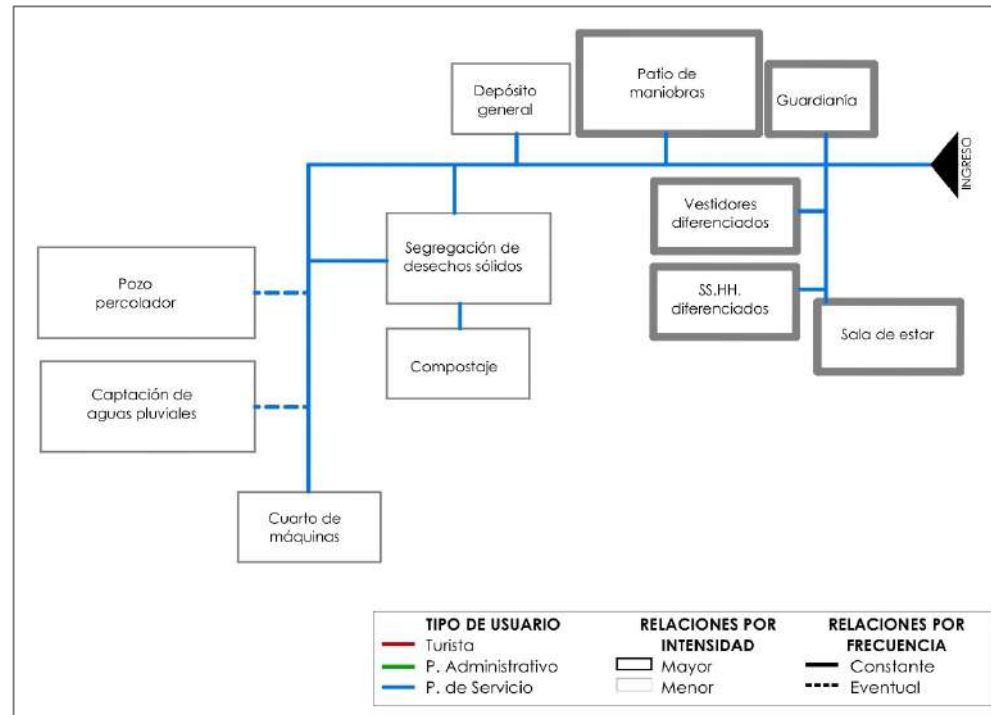 Depósito
general
Patio de
maniobras
Guardianía
INGRESO
Vestidores
diferenciados
Segregación de
desechos sólidos
Pozo
percolador
SS.HH.
diferenciados
Sala de estar
Compostaje
Captación de
aguas pluviales
Cuarto de
máquinas
TIPO DE USUARIO
Turista
P. Administrativo
P. de Servicio
RELACIONES POR
INTENSIDAD
Mayor
Menor
RELACIONES POR
FRECUENCIA
Constante
Eventual